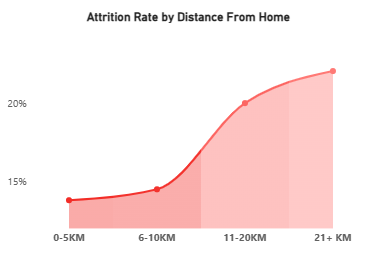 Attrition Rate by Distance From Home
20%
15%
0-5KM 6-10KM 11-20KM 21+ KM